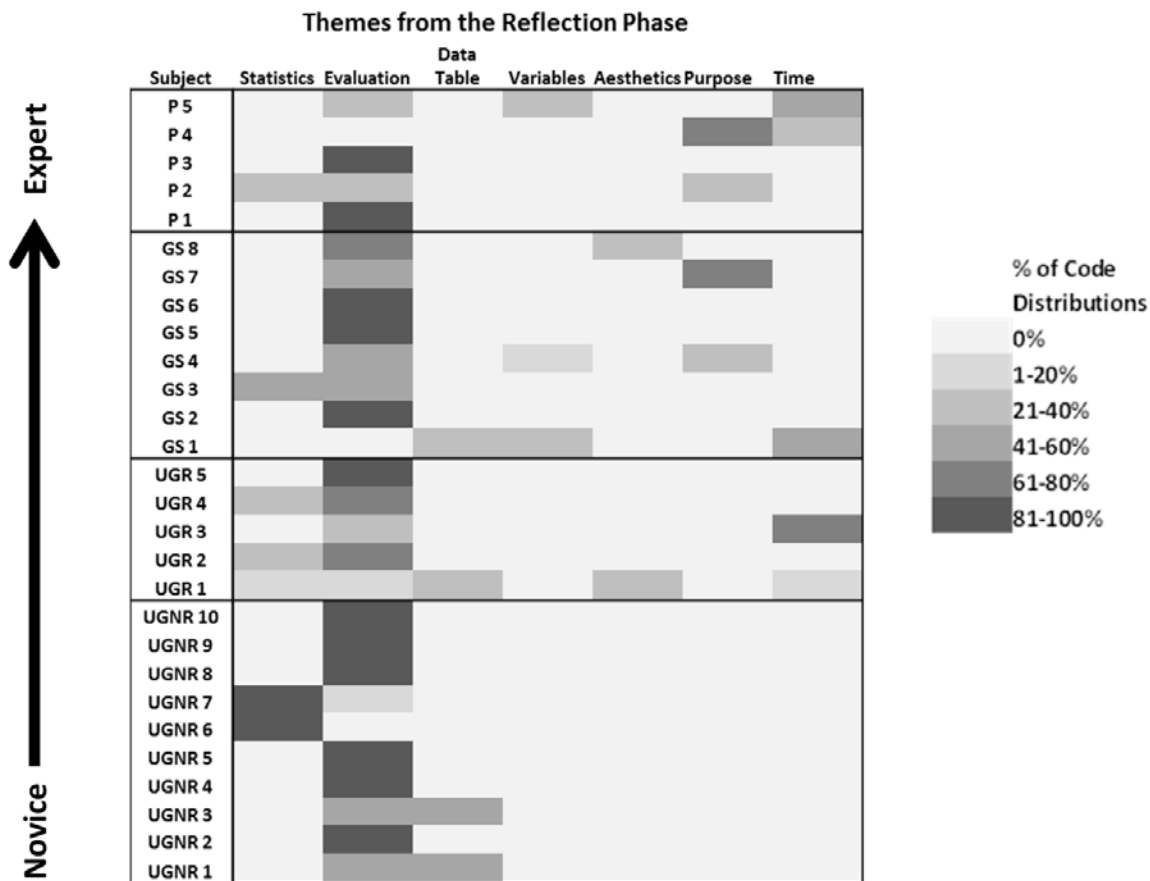 Themes from the Reflection Phase
Subject Statistics Evaluation Data Table Variables Aesthetics Purpose Time
Expert
Novice
P 5
P 4
P 3
P 2
P 1
GS 8
GS 7
GS 6
GS 5
GS 4
GS 3
GS 2
GS 1
UGR 5
UGR 4
UGR 3
UGR 2
UGR 1
UGNR 10
UGNR 9
UGNR 8
UGNR 7
UGNR 6
UGNR 5
UGNR 4
UGNR 3
UGNR 2
UGNR 1
% of Code
Distributions
0%
1-20%
21-40%
41-60%
61-80%
81-100%